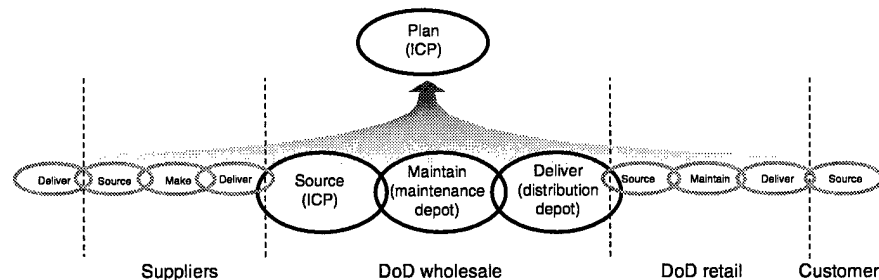 Plan
(ICP)
Deliver
Source
Make
Deliver
Source
(ICP)
Maintain
(maintenance
depot)
Deliver
(distribution
depot)
Source
Maintain
Deliver
Source
Suppliers
DoD wholesale
DoD retail
Customer